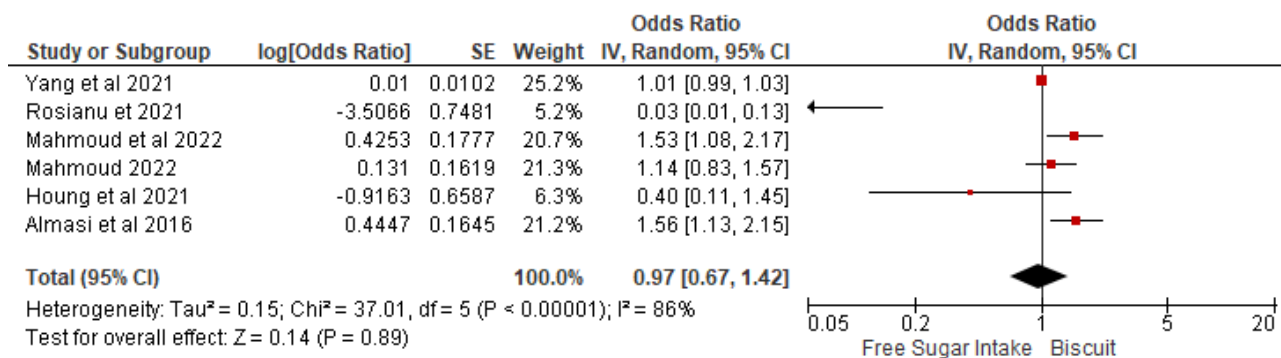 Odds Ratio Odds Ratio
Study or Subgroup log[Odds Ratio] SE Weight IV, Random, 95% CI IV, Random, 95% CI
Yang et al 2021 0.01 0.0102 25.2% 1.01 [0.99, 1.03]
Rosianu et 2021 -3.5066 0.7481 5.2% 0.03 [0.01, 0.13]
Mahmoud et al 2022 0.4253 0.1777 20.7% 1.53 [1.08, 2.17]
Mahmoud 2022 0.131 0.1619 21.3% 1.14 [0.83, 1.57]
Houng et al 2021 -0.9163 0.6587 6.3% 0.40 [0.11, 1.45]
Almasi et al 2016 0.4447 0.1645 21.2% 1.56 [1.13, 2.15]
Total (95% CI) 100.0% 0.97 [0.67, 1.42]
Heterogeneity: Tau² = 0.15; Chi² = 37.01, df = 5 (P < 0.00001); I² = 86%
Test for overall effect: Z = 0.14 (P = 0.89)
0.05 0.2 1 5 20
Free Sugar Intake Biscuit